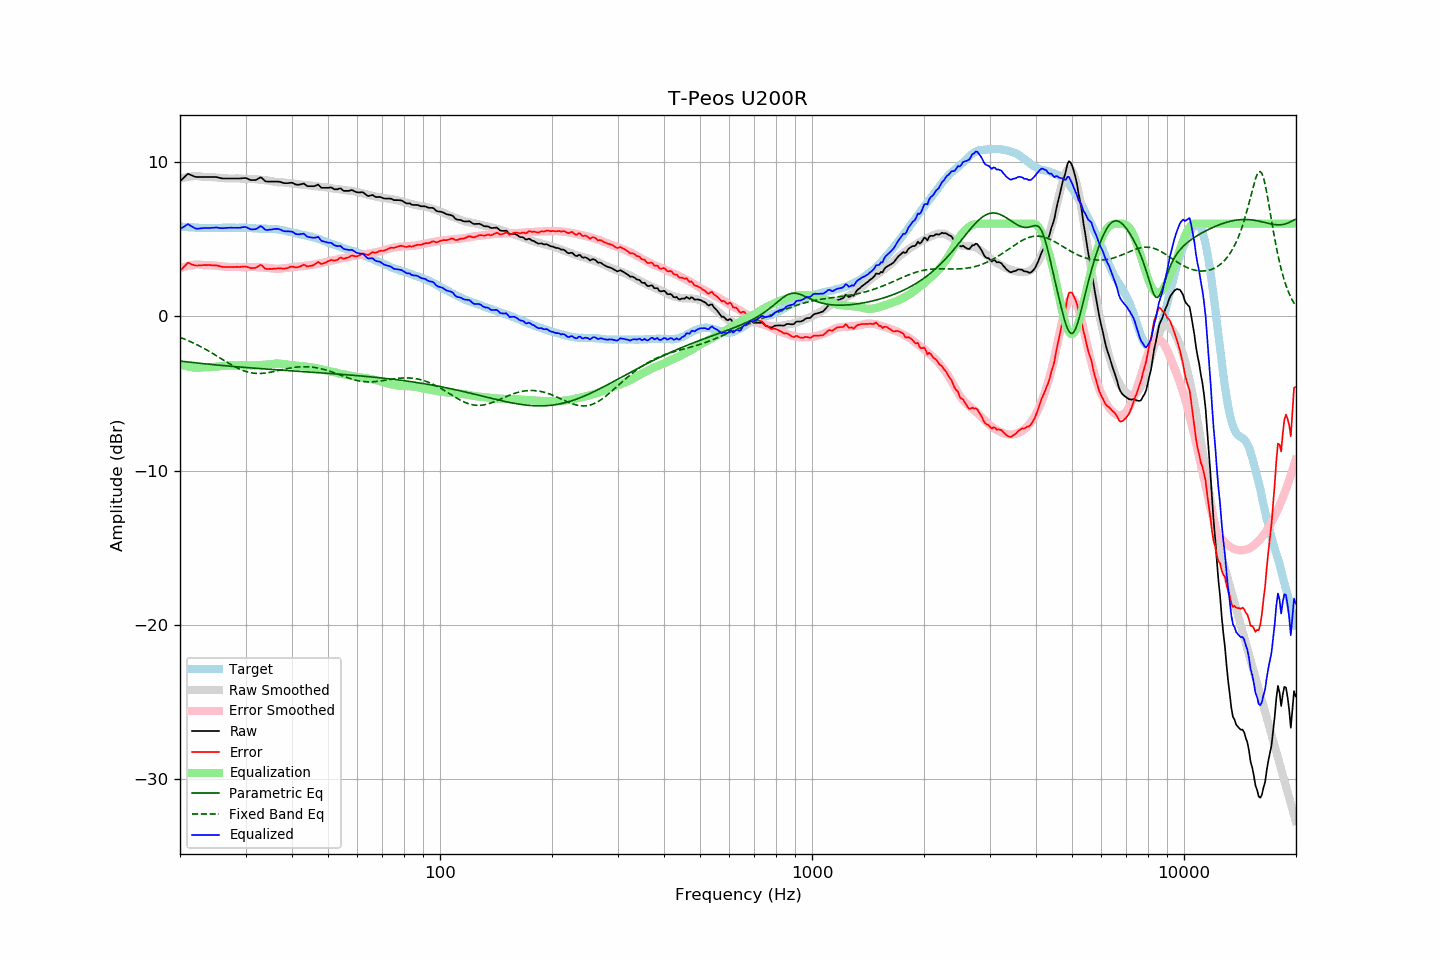 T-Peos U200R
Amplitude (dBr)
10
0
−10
−20
−30
Target
Raw Smoothed
Error Smoothed
Raw
Error
Equalization
Parametric Eq
Fixed Band Eq
Equalized
100
1000
10000
Frequency (Hz)